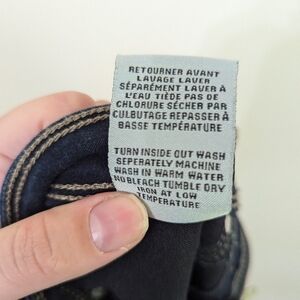 RETOURNER AVANT
LAVAGE LAVER
SÉPARÉMENT LAVER À
L'EAU TIÈDE PAS DE
CHLORURE SÉCHER PAR
CULBUTAGE REPASSER À
BASSE TEMPÉRATURE
TURN INSIDE OUT WASH
SEPERATELY MACHINE
WASH IN WARM WATER
NO BLEACH TUMBLE DRY
IRON AT LOW
TEMPERATURE